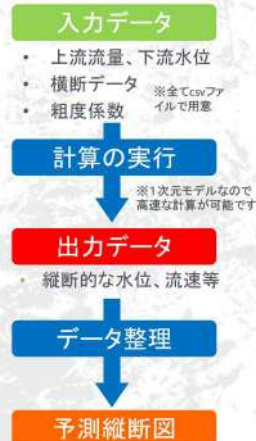 入力データ
• 上流流量、下流水位
• 横断データ
• 粗度係数
※全てcsvファ
イルで用意
計算の実行
※1次元モデルなので
高速な計算が可能です
出力データ
• 縦断的な水位、流速等
データ整理
予測縦断図